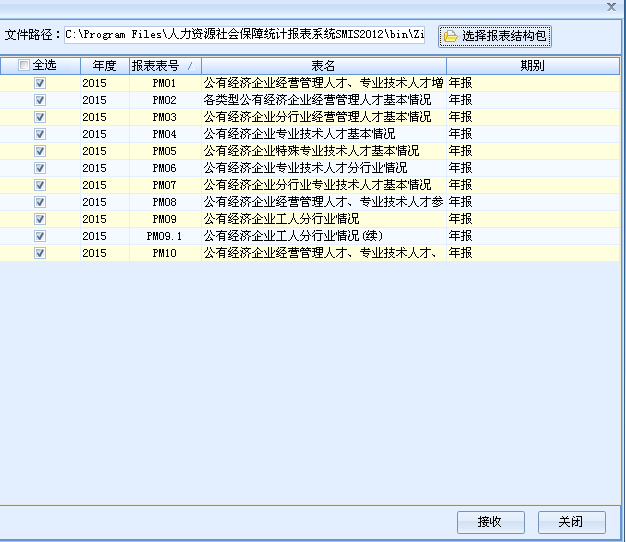 文件路径： C:\Program Files\人力资源社会保障统计报表系统SMIS2012\bin\Zi 选择报表结构包
全选 年度 报表表号 / 表名 期别
2015 PM01 公有经济企业经营管理人才、专业技术人才增 年报
2015 PM02 各类型公有经济企业经营管理人才基本情况 年报
2015 PM03 公有经济企业分行业经营管理人才基本情况 年报
2015 PM04 公有经济企业专业技术人才基本情况 年报
2015 PM05 公有经济企业特殊专业技术人才基本情况 年报
2015 PM06 公有经济企业专业技术人才分行业情况 年报
2015 PM07 公有经济企业分行业专业技术人才基本情况 年报
2015 PM08 公有经济企业经营管理人才、专业技术人才参 年报
2015 PM09 公有经济企业工人分行业情况 年报
2015 PM09.1 公有经济企业工人分行业情况(续) 年报
2015 PM10 公有经济企业经营管理人才、专业技术人才、 年报
接收 关闭